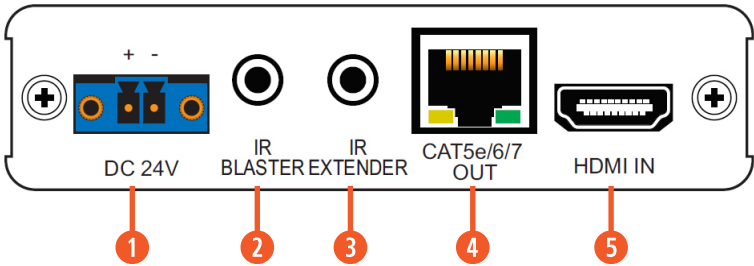 + -
DC 24V
IR
BLASTER
IR
EXTENDER
CAT5e/6/7
OUT
HDMI IN
1
2
3
4
5